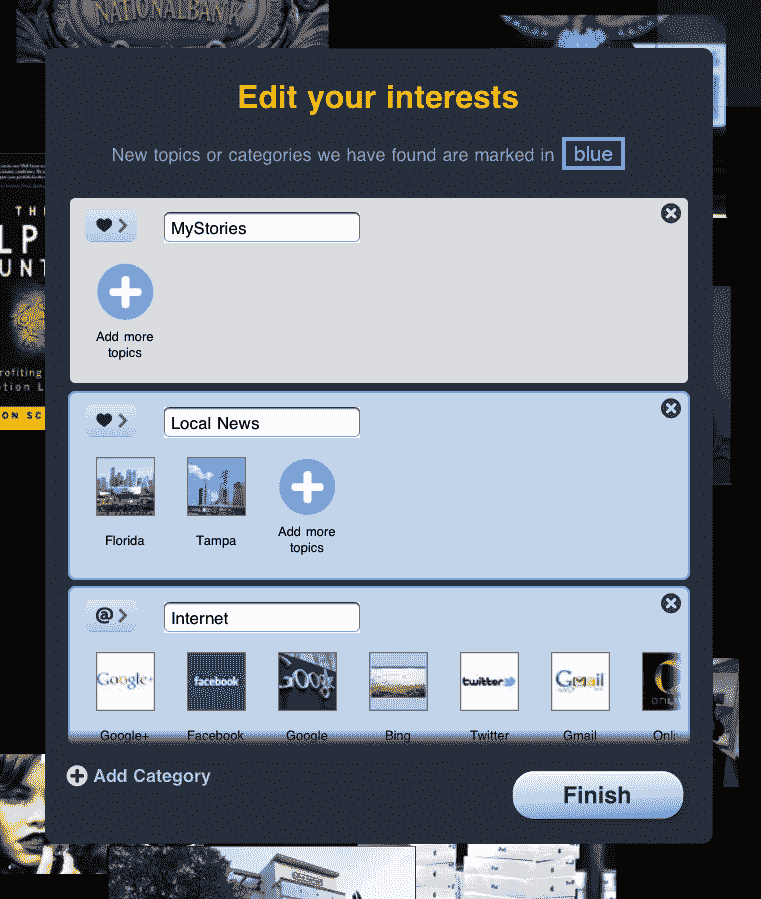 NATIONALBANK
Edit your interests
New topics or categories we have found are marked in blue
MyStories
Add more
topics
Local News
Florida
Tampa
Add more
topics
@
Internet
Google+
facebook
Google
twitter
Gmail
Google+
Facebook
Google
Bing
Twitter
Gmail
Add Category
Finish